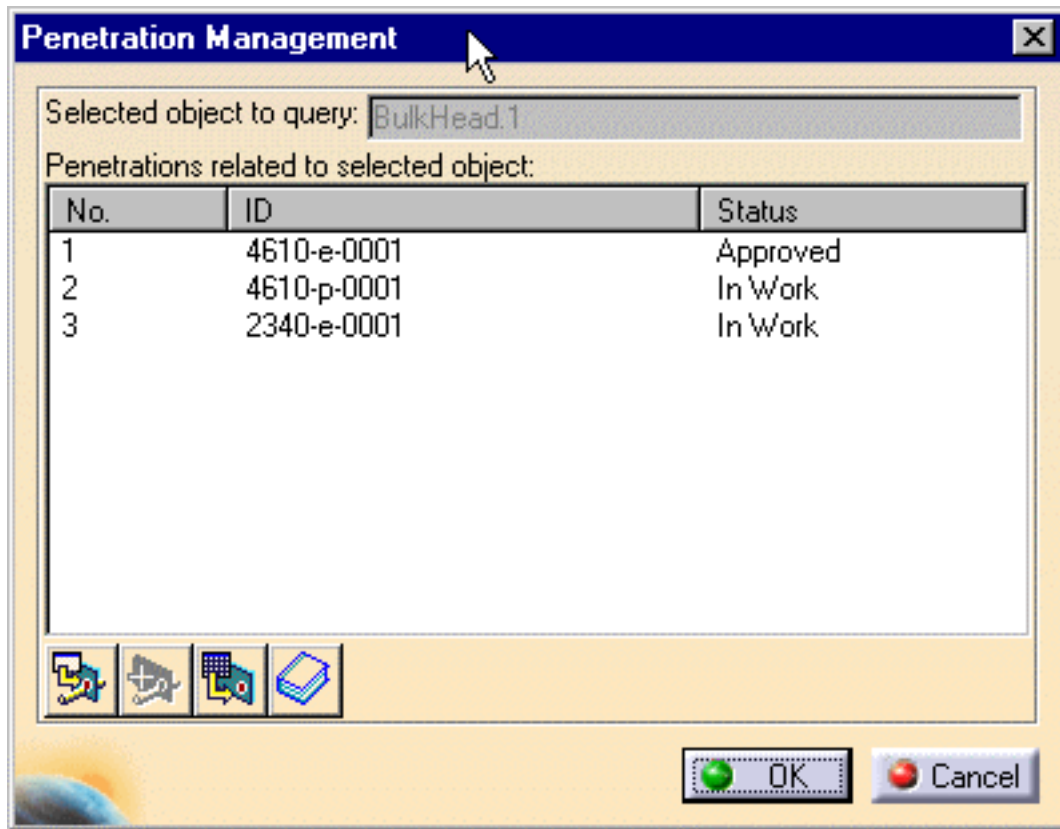 Penetration Management
Selected object to query: BulkHead.1
Penetrations related to selected object:
No. ID Status
1 4610-e-0001 Approved
2 4610-p-0001 In Work
3 2340-e-0001 In Work
OK Cancel